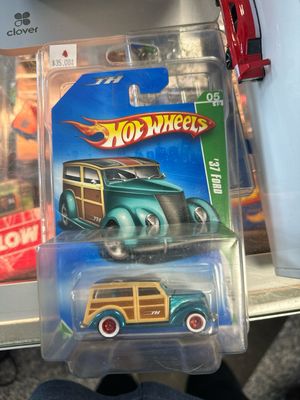 clover
$35.00
TH
05
HOT WHEELS
'37 FORD
TH